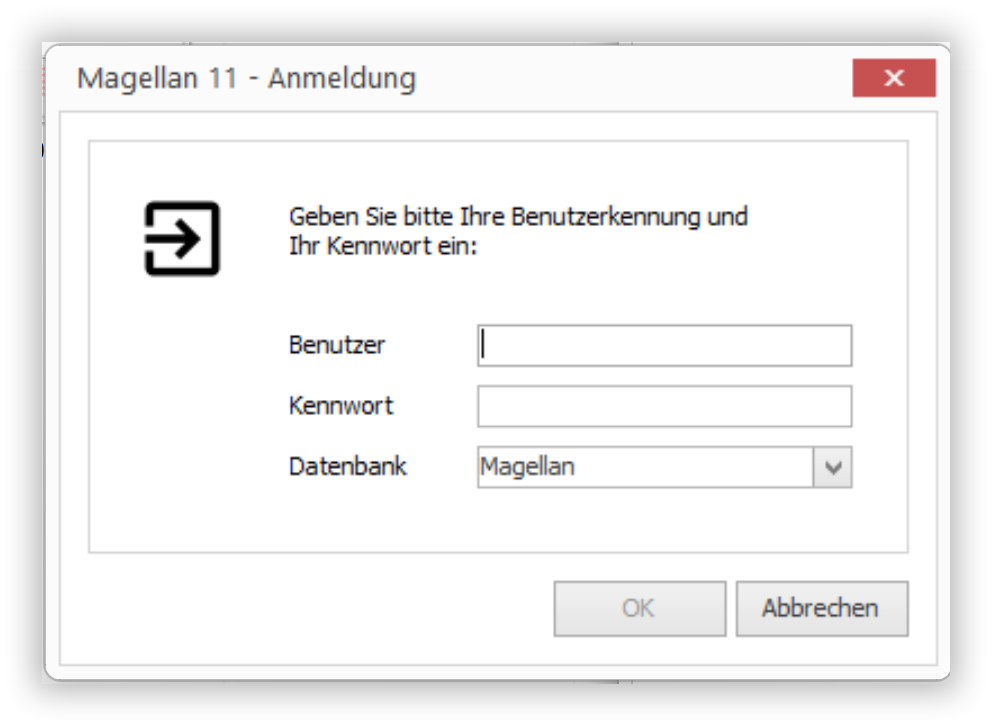 Magellan 11 - Anmeldung
Geben Sie bitte Ihre Benutzerkennung und
Ihr Kennwort ein:
Benutzer
Kennwort
Datenbank Magellan
OK Abbrechen